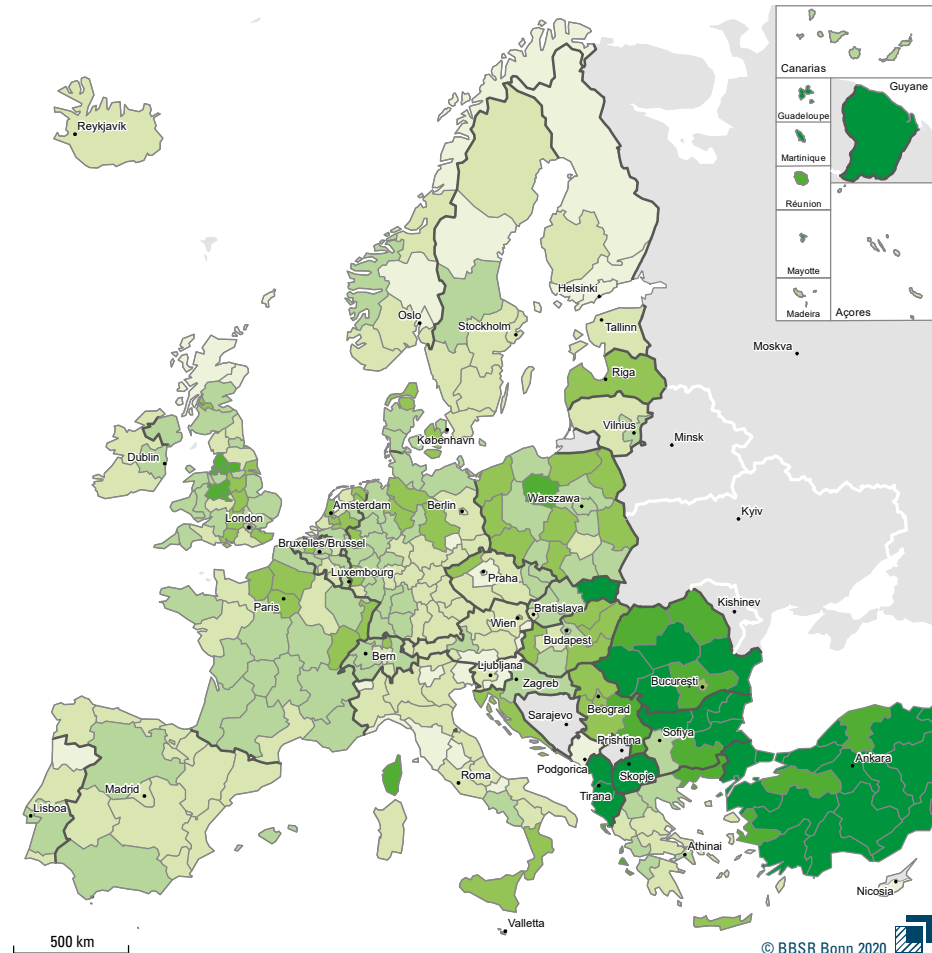 Reykjavík
Canarias
Guyane
Guadeloupe
Martinique
Réunion
Mayotte
Madeira
Açores
Helsinki
Oslo
Stockholm
Tallinn
Moskva
Riga
Vilnius
København
Minsk
Dublin
Amsterdam
Berlin
Warszawa
London
Kyiv
Bruxelles/Brussel
Luxembourg
Praha
Paris
Kishinev
Bratislava
Wien
Budapest
Bern
Ljubljana
Zagreb
Bucureşti
Beograd
Sarajevo
Prishtina
Sofiya
Podgorica
Skopje
Ankara
Roma
Madrid
Tirana
Lisboa
Athinai
Nicosia
Valletta
500 km
© BBSR Bonn 2020